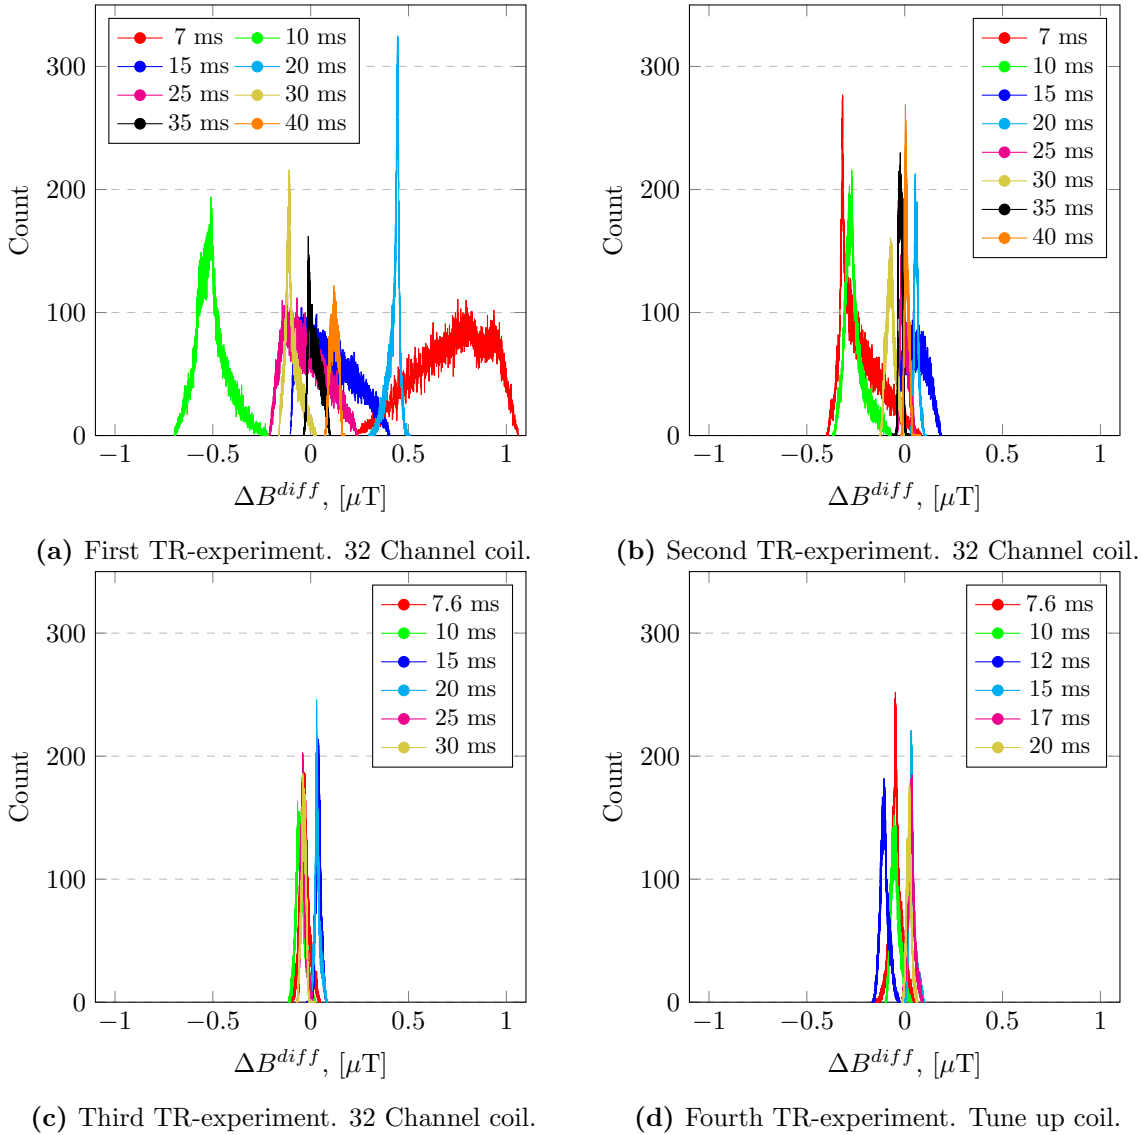 300
200
100
0
Count
7 ms 10 ms
15 ms 20 ms
25 ms 30 ms
35 ms 40 ms
−1 −0.5 0 0.5 1
ΔB^{diff}, [μT]
(a) First TR-experiment. 32 Channel coil.
300
200
100
0
Count
7 ms
10 ms
15 ms
20 ms
25 ms
30 ms
35 ms
40 ms
−1 −0.5 0 0.5 1
ΔB^{diff}, [μT]
(b) Second TR-experiment. 32 Channel coil.
300
200
100
0
Count
7.6 ms
10 ms
15 ms
20 ms
25 ms
30 ms
−1 −0.5 0 0.5 1
ΔB^{diff}, [μT]
(c) Third TR-experiment. 32 Channel coil.
300
200
100
0
Count
7.6 ms
10 ms
12 ms
15 ms
17 ms
20 ms
−1 −0.5 0 0.5 1
ΔB^{diff}, [μT]
(d) Fourth TR-experiment. Tune up coil.